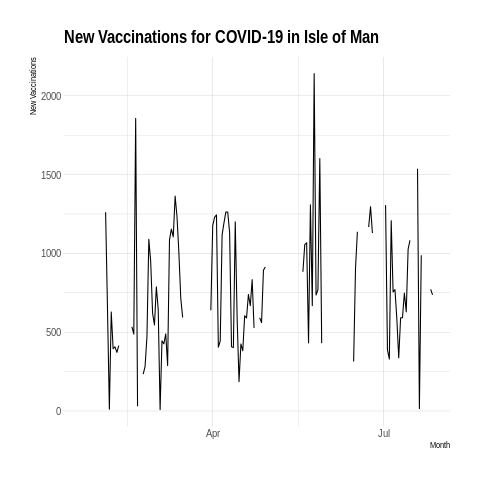 New Vaccinations for COVID-19 in Isle of Man
New Vaccinations
2000
1500
1000
500
0
Apr
Jul
Month